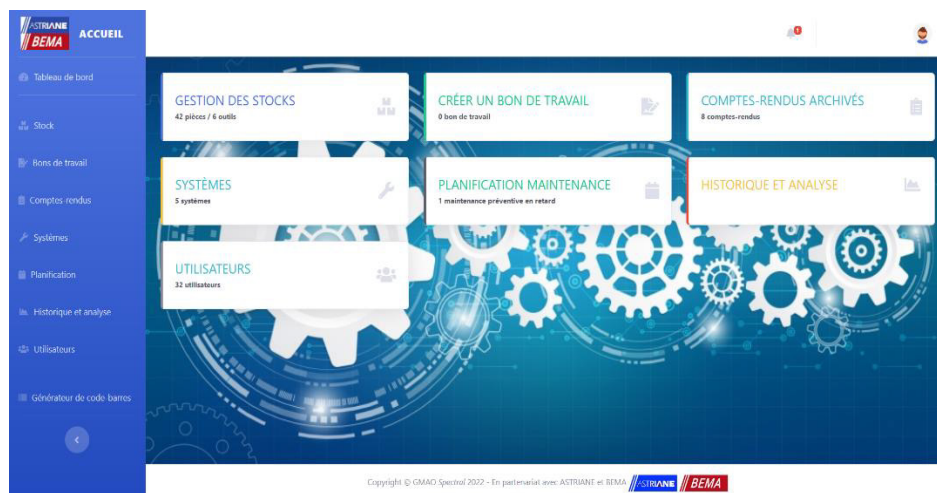 ASTRIANE
BEMA
ACCUEIL
Tableau de bord
Stock
Bons de travail
Comptes-rendus
Systèmes
Planification
Historique et analyse
Utilisateurs
Générateur de code barres
GESTION DES STOCKS
42 pièces / 6 outils
CRÉER UN BON DE TRAVAIL
0 bon de travail
COMPTES-RENDUS ARCHIVÉS
8 comptes-rendus
SYSTÈMES
5 systèmes
PLANIFICATION MAINTENANCE
1 maintenance préventive en retard
HISTORIQUE ET ANALYSE
UTILISATEURS
32 utilisateurs
Copyright © GMAO Spectral 2022 - En partenariat avec ASTRIANE et BEMA ASTRIANE BEMA